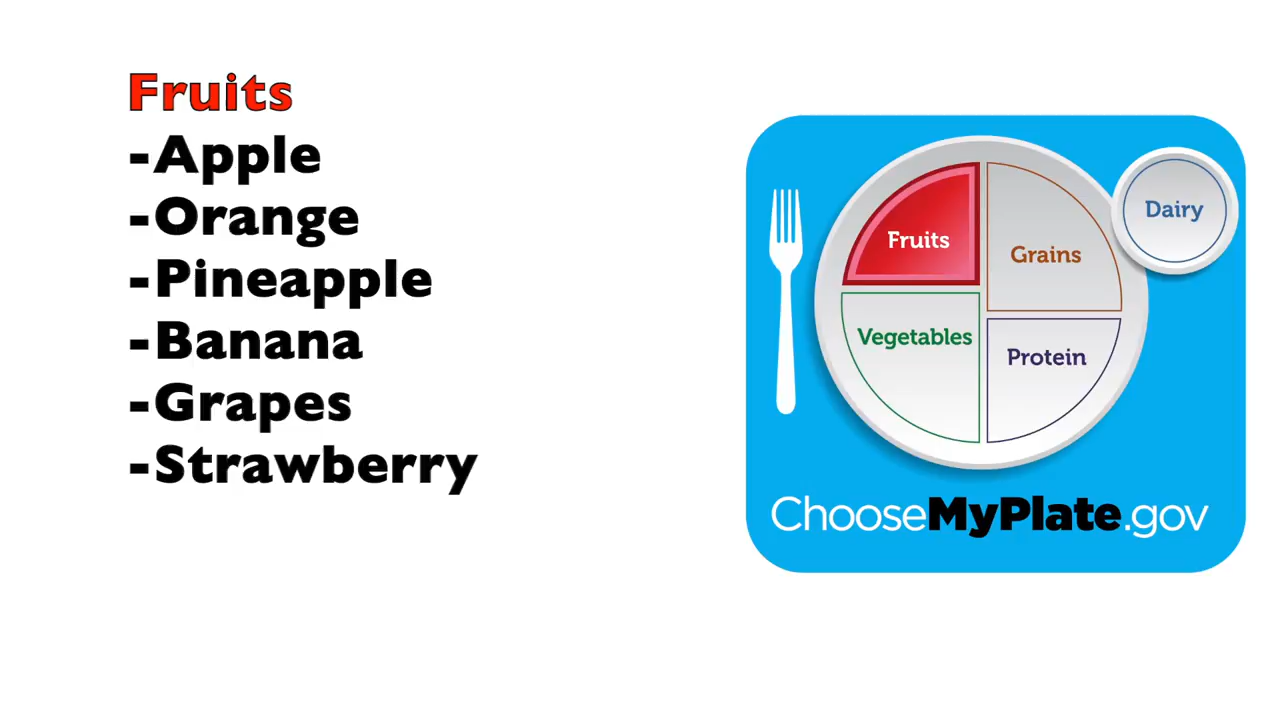 Fruits
-Apple
-Orange
-Pineapple
-Banana
-Grapes
-Strawberry
Fruits
Grains
Dairy
Vegetables
Protein
ChooseMyPlate.gov